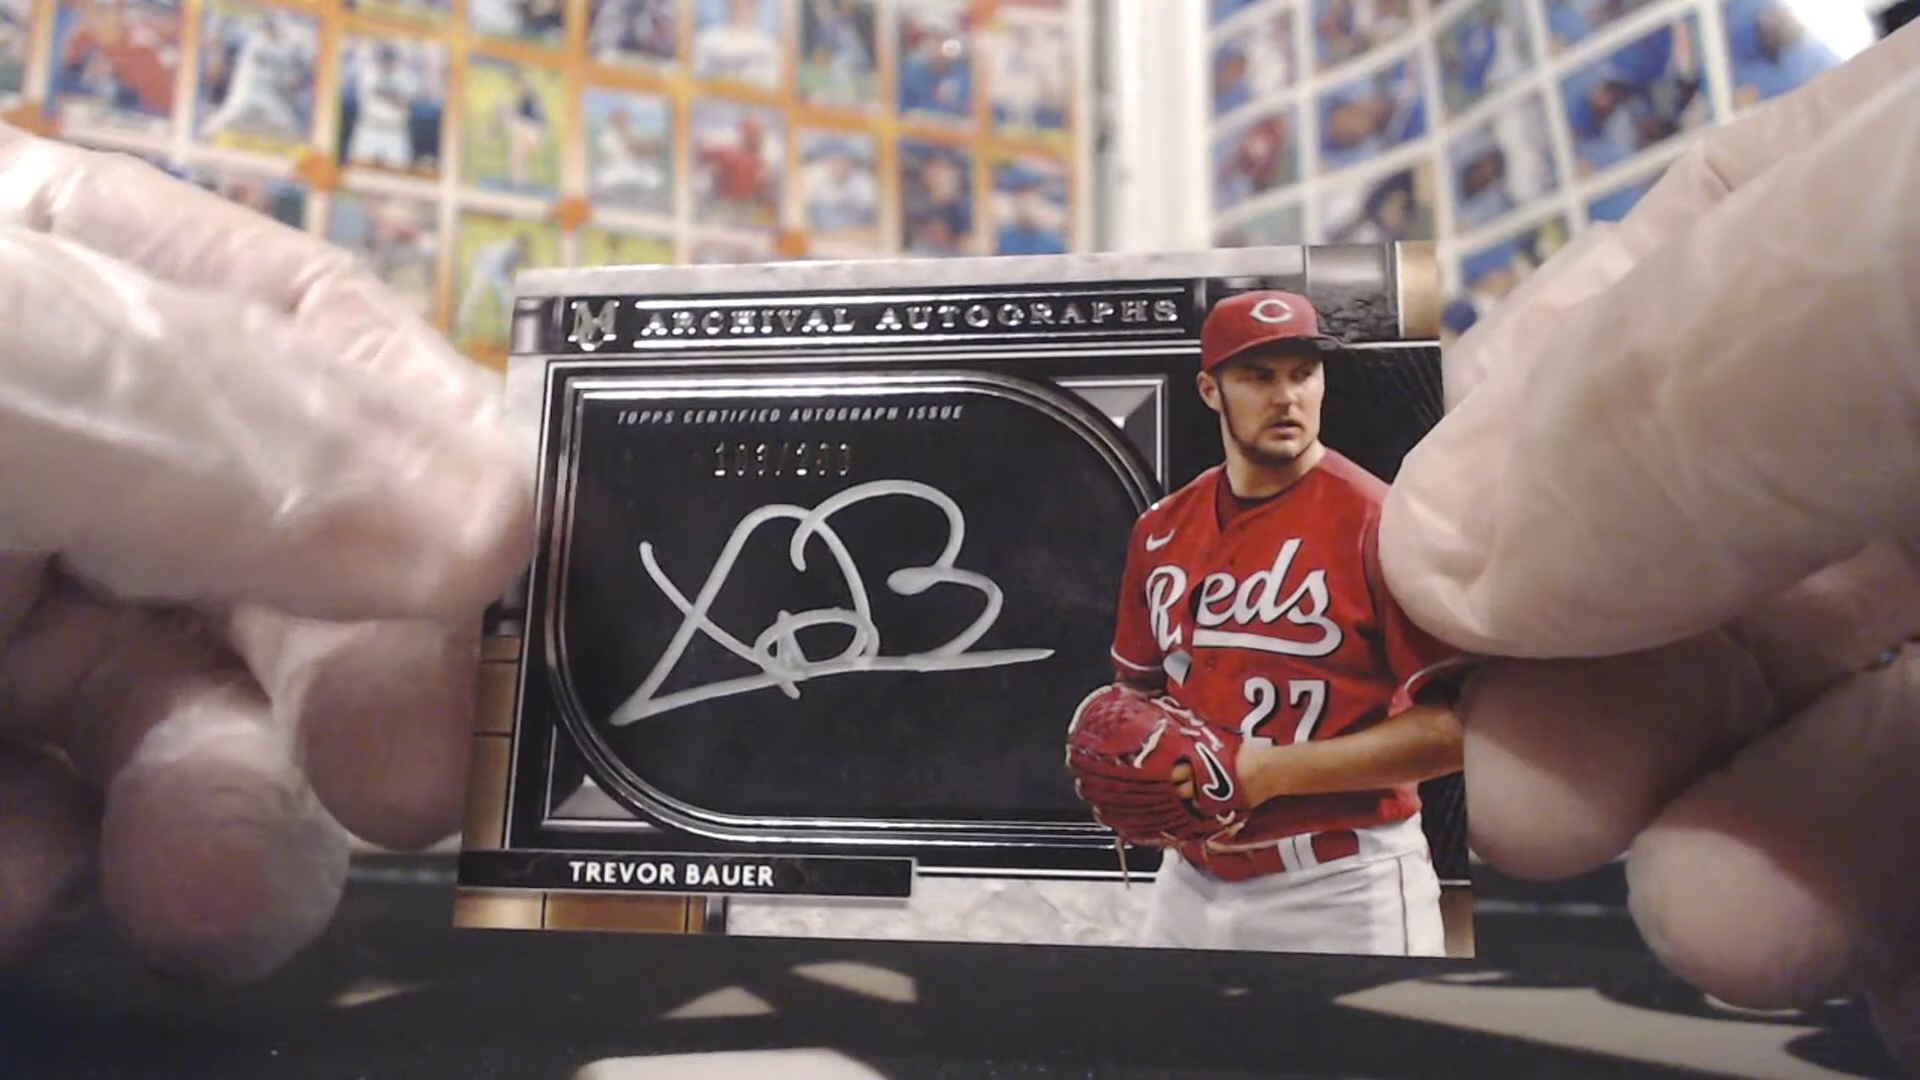 M ARCHIVAL AUTOGRAPHS
TOPPS CERTIFIED AUTOGRAPH ISSUE
Reds
27
TREVOR BAUER